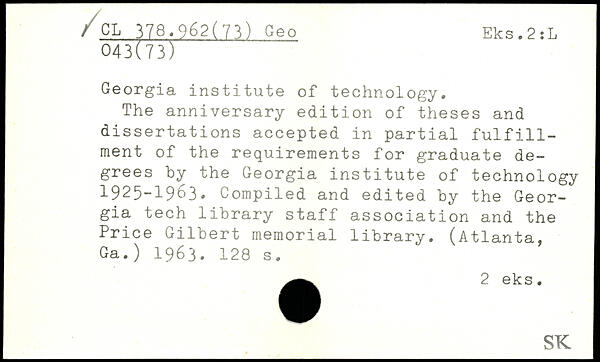 CL 378.962(73) Geo Eks.2:L
043(73)
Georgia institute of technology.
The anniversary edition of theses and
dissertations accepted in partial fulfill-
ment of the requirements for graduate de-
grees by the Georgia institute of technology
1925-1963. Compiled and edited by the Geor-
gia tech library staff association and the
Price Gilbert memorial library. (Atlanta,
Ga.) 1963. 128 s.
2 eks.
SK